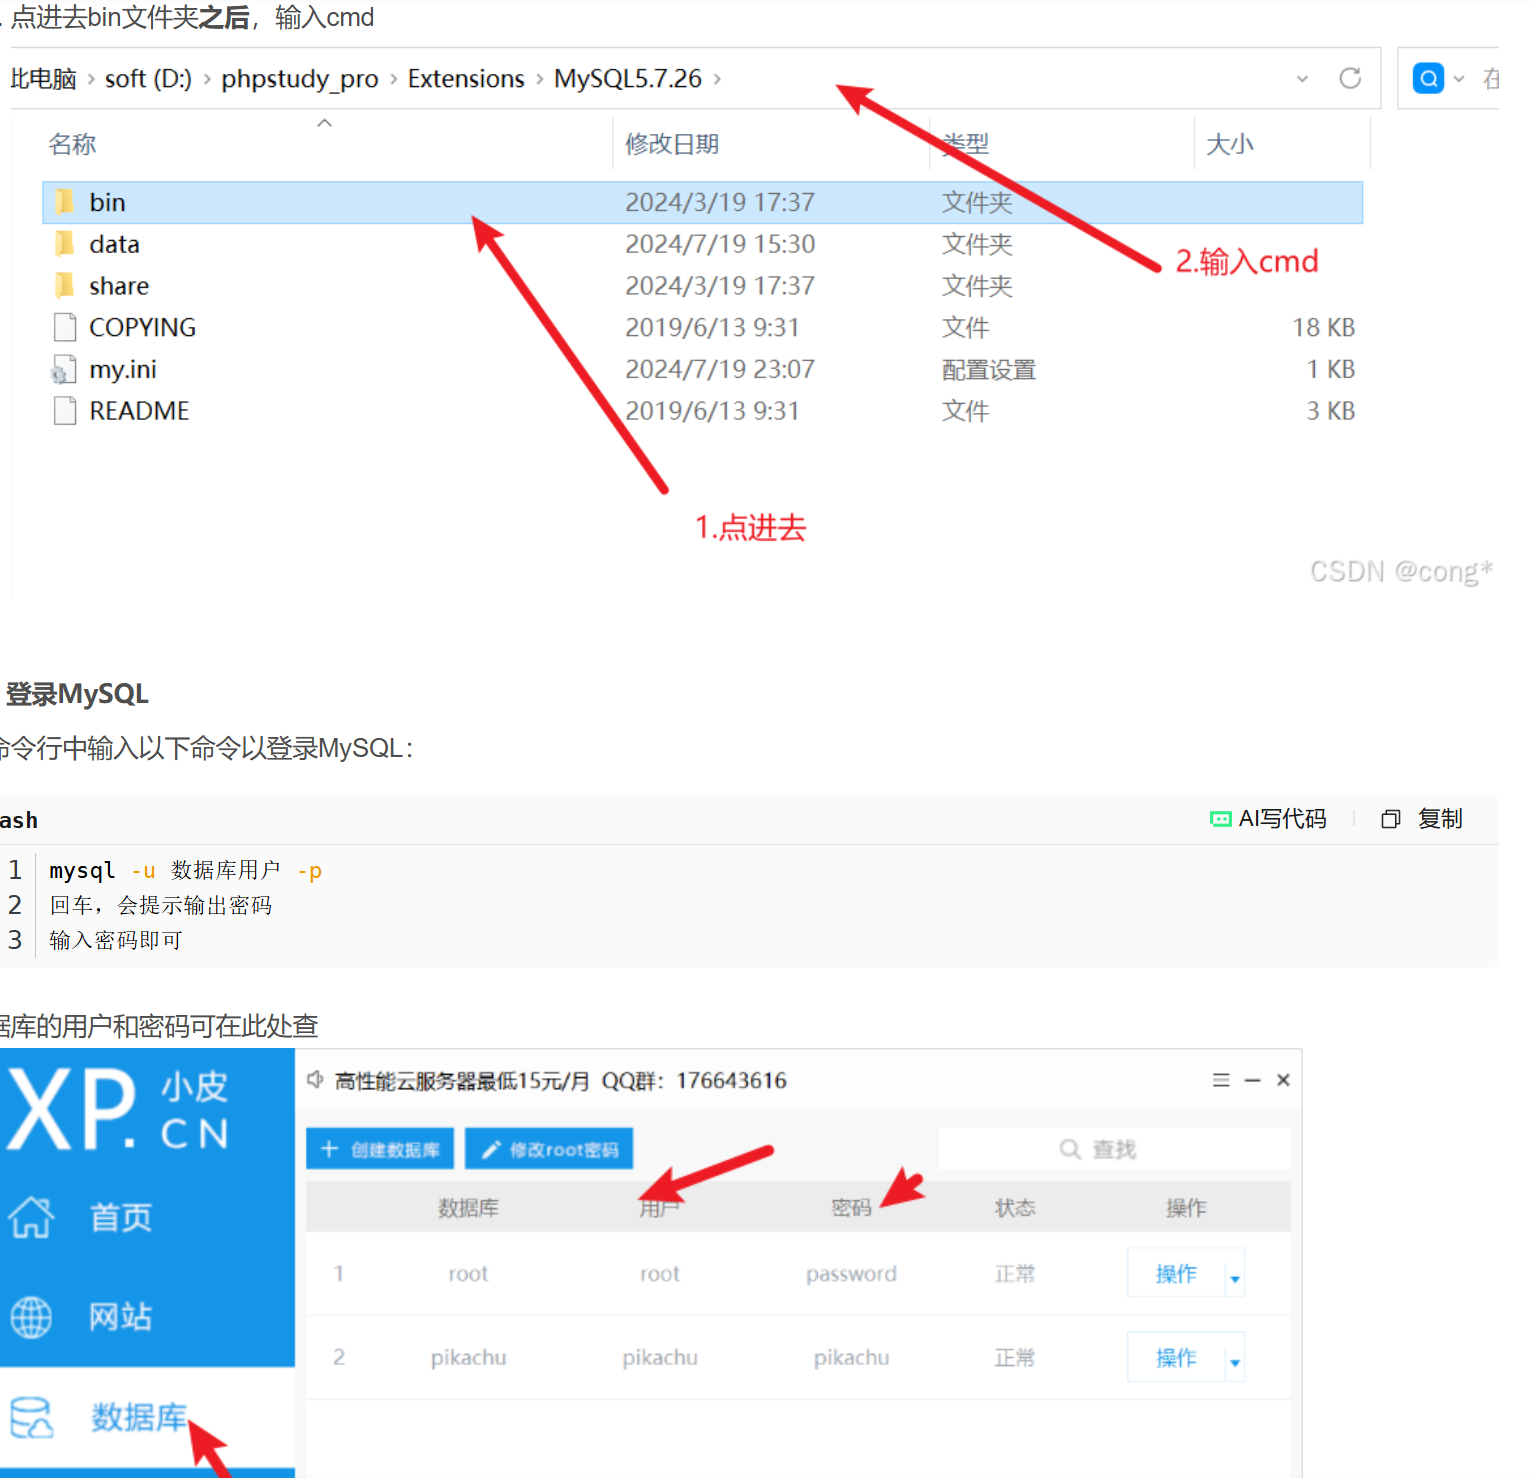 . 点进去bin文件夹之后，输入cmd
此电脑 › soft (D:) › phpstudy_pro › Extensions › MySQL5.7.26 ›
在
名称 修改日期 类型 大小
bin 2024/3/19 17:37 文件夹
data 2024/7/19 15:30 文件夹
share 2024/3/19 17:37 文件夹
COPYING 2019/6/13 9:31 文件 18 KB
my.ini 2024/7/19 23:07 配置设置 1 KB
README 2019/6/13 9:31 文件 3 KB
2.输入cmd
1.点进去
CSDN @cong*
登录MySQL
命令行中输入以下命令以登录MySQL：
ash AI写代码 复制
1 mysql -u 数据库用户 -p
2 回车，会提示输出密码
3 输入密码即可
据库的用户和密码可在此处查
XP. 小皮 CN
高性能云服务器最低15元/月 QQ群：176643616
创建数据库 修改root密码 查找
数据库 用户 密码 状态 操作
1 root root password 正常 操作
2 pikachu pikachu pikachu 正常 操作
首页
网站
数据库